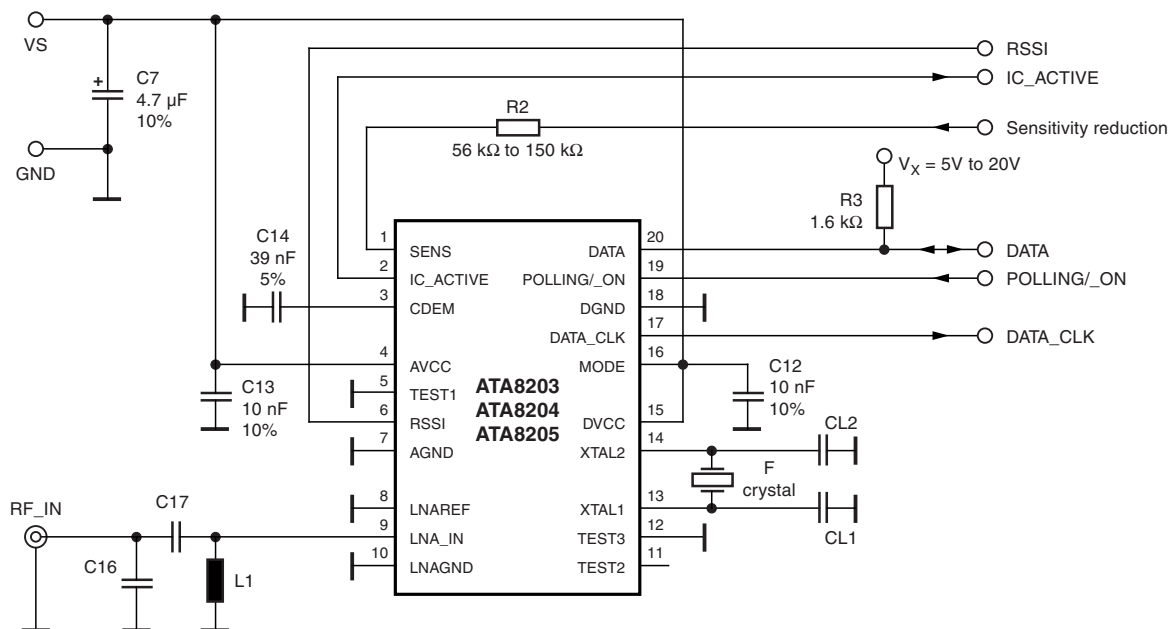 VS
C7
4.7 µF
10%
+
GND
RSSI
IC_ACTIVE
R2
Sensitivity reduction
56 kΩ to 150 kΩ
VX = 5V to 20V
R3
1.6 kΩ
C14
39 nF
5%
1 SENS DATA 20 DATA
2 IC_ACTIVE POLLING/_ON 19 POLLING/_ON
3 CDEM DGND 18
DATA_CLK 17 DATA_CLK
4 AVCC MODE 16
5 TEST1
6 RSSI DVCC 15
7 AGND XTAL2 14
8 LNAREF XTAL1 13
9 LNA_IN TEST3 12
10 LNAGND TEST2 11
ATA8203
ATA8204
ATA8205
C13
10 nF
10%
C12
10 nF
10%
CL2
F
crystal
CL1
RF_IN
C17
C16
L1